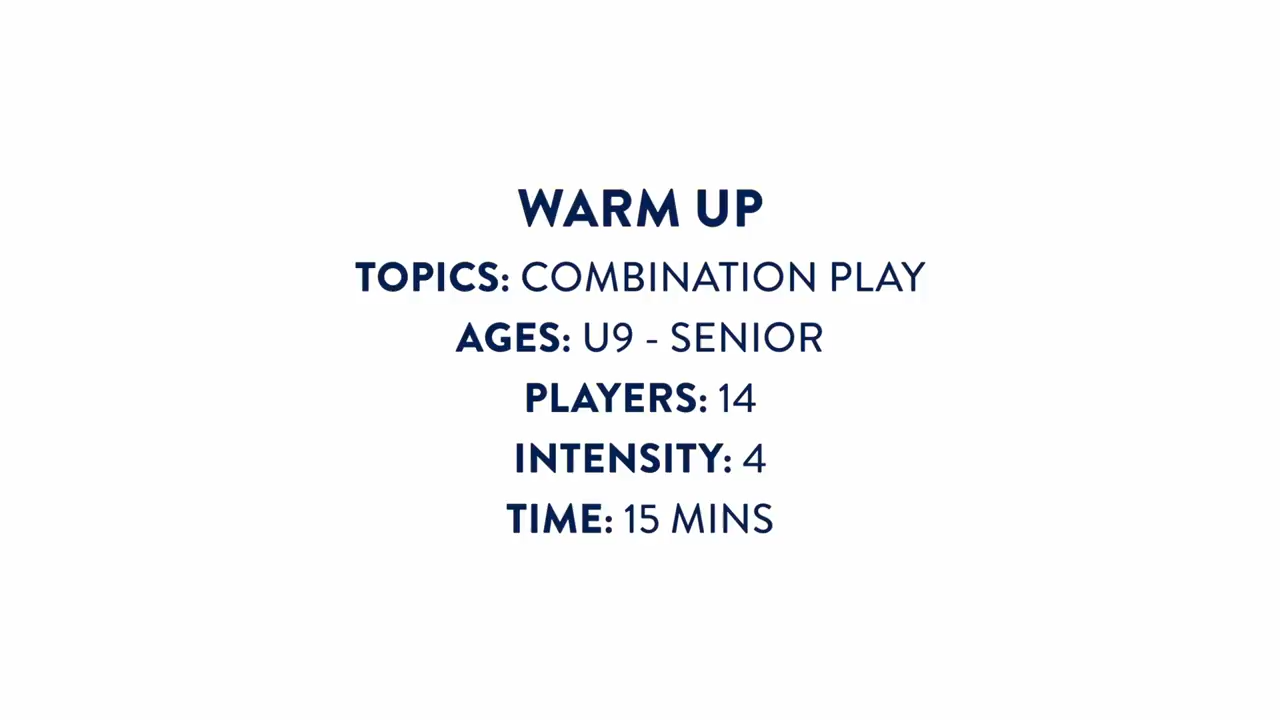 WARM UP
TOPICS: COMBINATION PLAY
AGES: U9 - SENIOR
PLAYERS: 14
INTENSITY: 4
TIME: 15 MINS